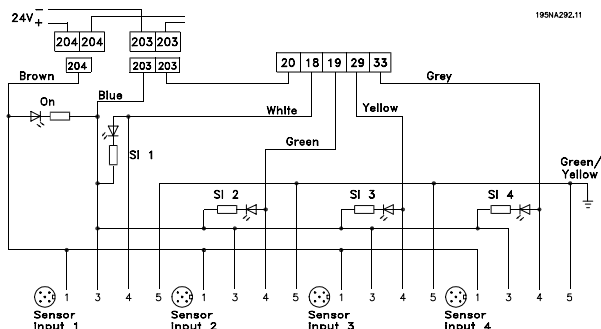 195NA292.11
24V - +
204 204 203 203
204 203 203 20 18 19 29 33
Brown
Grey
Blue
On
White
Yellow
SI 1
Green
Green/
Yellow
SI 2 SI 3 SI 4
1 3 4 5 1 3 4 5 1 3 4 5 1 3 4 5
Sensor Sensor Sensor Sensor
Input 1 Input 2 Input 3 Input 4